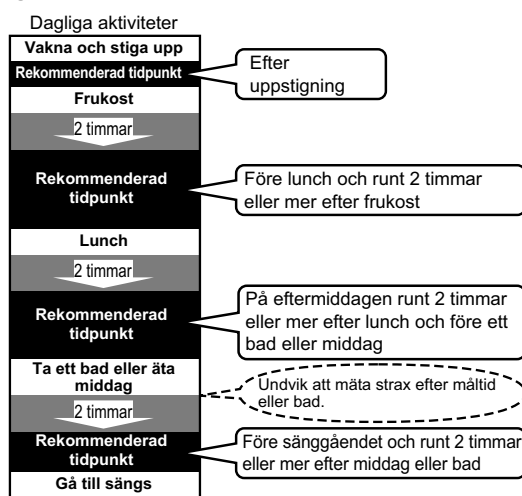 Dagliga aktiviteter
Vakna och stiga upp
Rekommenderad tidpunkt
Efter
uppstigning
Frukost
2 timmar
Rekommenderad
tidpunkt
Före lunch och runt 2 timmar
eller mer efter frukost
Lunch
2 timmar
Rekommenderad
tidpunkt
På eftermiddagen runt 2 timmar
eller mer efter lunch och före ett
bad eller middag
Ta ett bad eller äta
middag
Undvik att mäta strax efter måltid
eller bad.
2 timmar
Rekommenderad
tidpunkt
Före sänggåendet och runt 2 timmar
eller mer efter middag eller bad
Gå till sängs